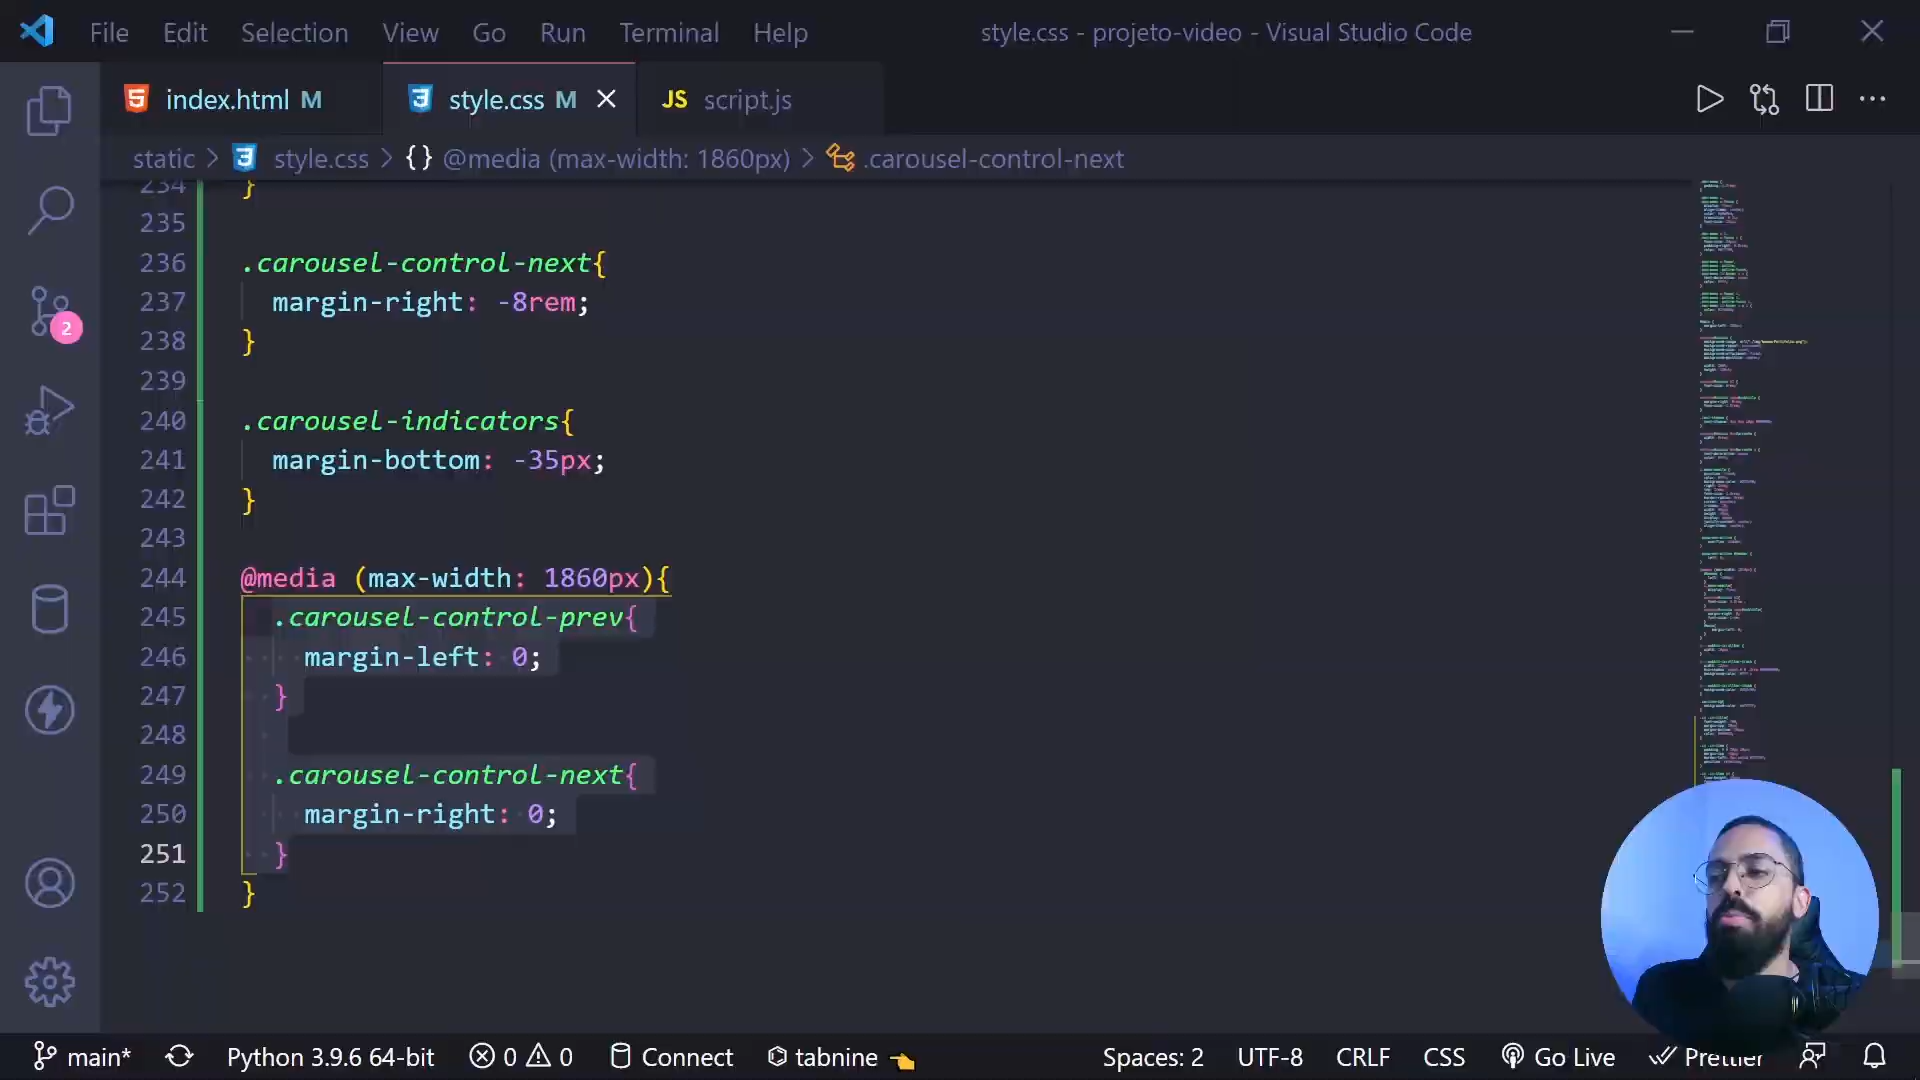 File Edit Selection View Go Run Terminal Help style.css - projeto-video - Visual Studio Code
index.html M style.css M JS script.js
static > style.css > {} @media (max-width: 1860px) > .carousel-control-next
234 }
235
236 .carousel-control-next{
237 margin-right: -8rem;
238 }
239
240 .carousel-indicators{
241 margin-bottom: -35px;
242 }
243
244 @media (max-width: 1860px){
245 .carousel-control-prev{
246 margin-left: 0;
247 }
248
249 .carousel-control-next{
250 margin-right: 0;
251 }
252 }
2
main* Python 3.9.6 64-bit 0 0 Connect tabnine Spaces: 2 UTF-8 CRLF CSS Go Live Prettier